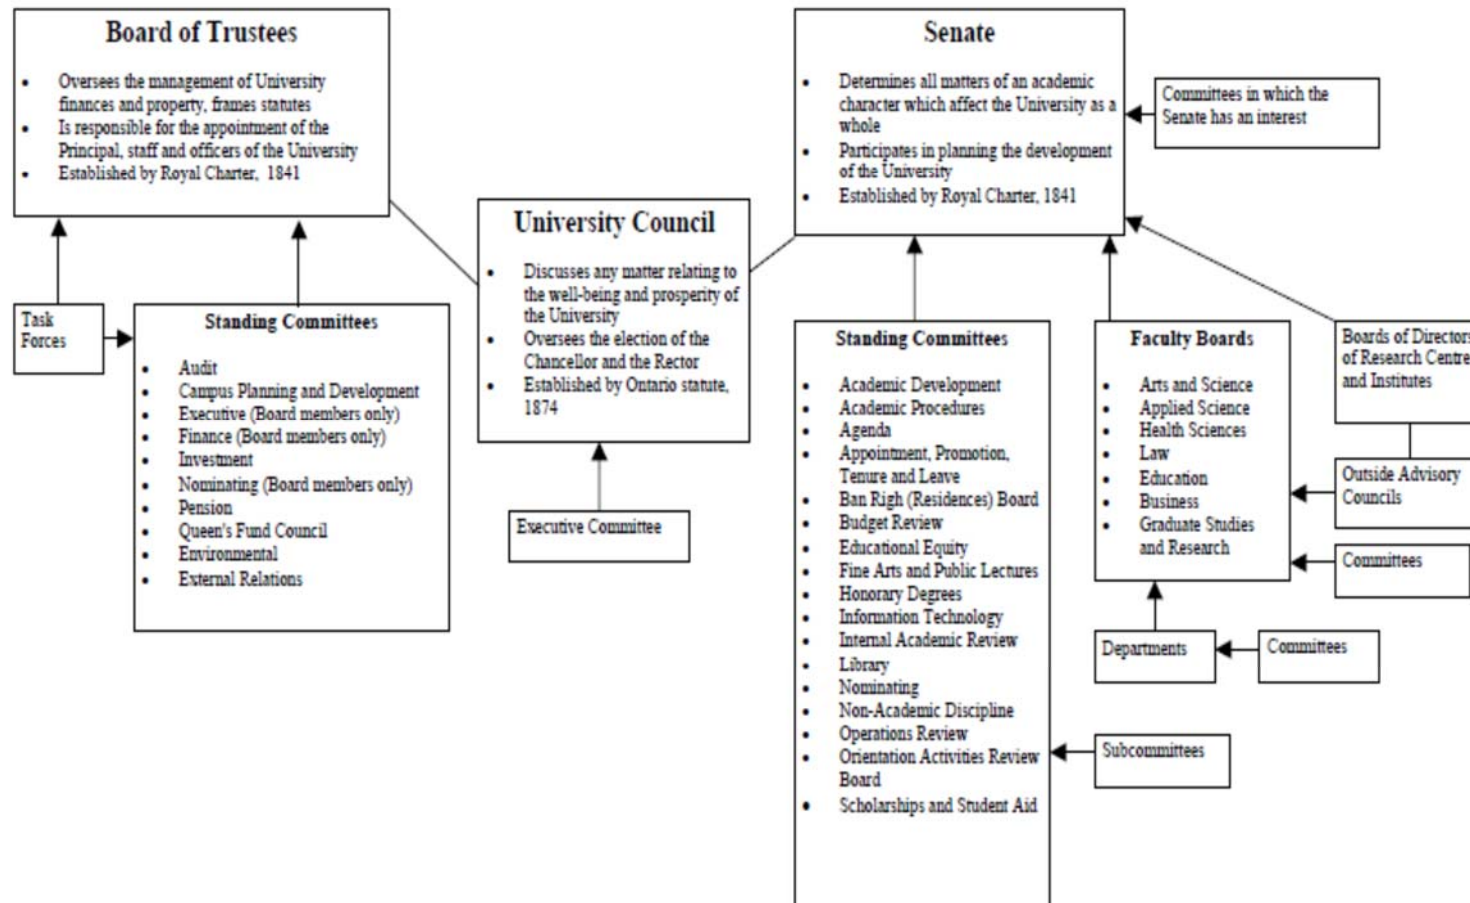 Board of Trustees
• Oversees the management of University
finances and property, frames statutes
• Is responsible for the appointment of the
Principal, staff and officers of the University
• Established by Royal Charter, 1841
Senate
• Determines all matters of an academic
character which affect the University as a
whole
• Participates in planning the development
of the University
• Established by Royal Charter, 1841
Committees in which the
Senate has an interest
University Council
• Discusses any matter relating to
the well-being and prosperity of
the University
• Oversees the election of the
Chancellor and the Rector
• Established by Ontario statute,
1874
Task
Forces
Standing Committees
• Audit
• Campus Planning and Development
• Executive (Board members only)
• Finance (Board members only)
• Investment
• Nominating (Board members only)
• Pension
• Queen's Fund Council
• Environmental
• External Relations
Executive Committee
Standing Committees
• Academic Development
• Academic Procedures
• Agenda
• Appointment, Promotion,
Tenure and Leave
• Ban Righ (Residences) Board
• Budget Review
• Educational Equity
• Fine Arts and Public Lectures
• Honorary Degrees
• Information Technology
• Internal Academic Review
• Library
• Nominating
• Non-Academic Discipline
• Operations Review
• Orientation Activities Review
Board
• Scholarships and Student Aid
Faculty Boards
• Arts and Science
• Applied Science
• Health Sciences
• Law
• Education
• Business
• Graduate Studies
and Research
Boards of Directors
of Research Centre
and Institutes
Outside Advisory
Councils
Committees
Departments
Committees
Subcommittees